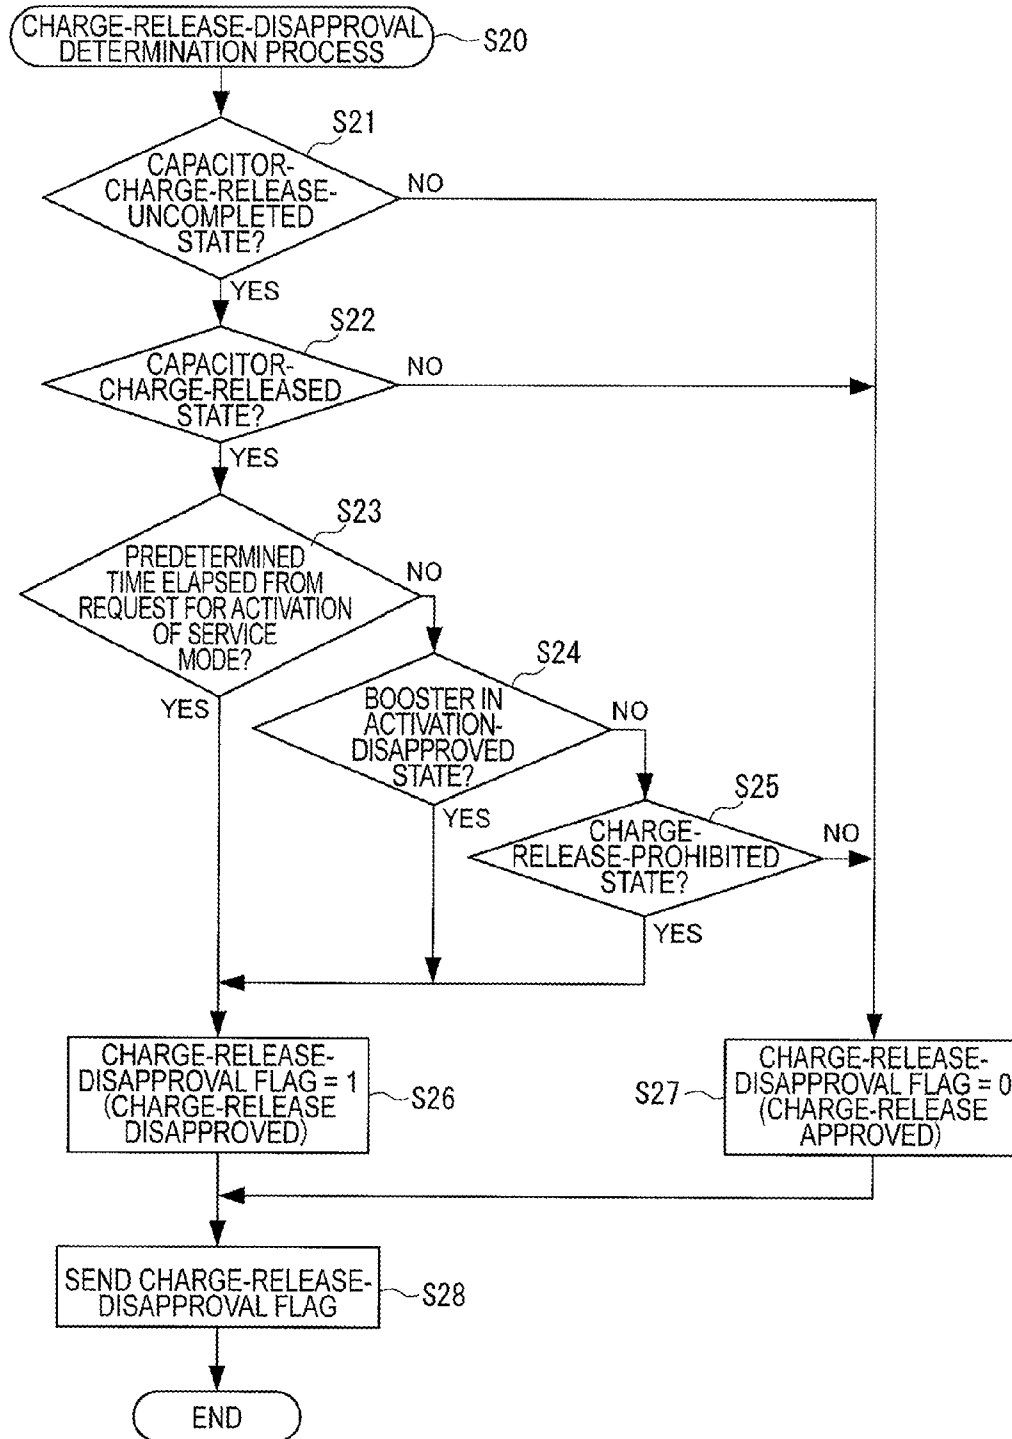 CHARGE-RELEASE-DISAPPROVAL
DETERMINATION PROCESS
S20
S21
CAPACITOR-
CHARGE-RELEASE-
UNCOMPLETED
STATE?
NO
YES
S22
CAPACITOR-
CHARGE-RELEASED
STATE?
NO
YES
S23
PREDETERMINED
TIME ELAPSED FROM
REQUEST FOR ACTIVATION
OF SERVICE
MODE?
NO
YES
S24
BOOSTER IN
ACTIVATION-
DISAPPROVED
STATE?
NO
YES
S25
CHARGE-
RELEASE-PROHIBITED
STATE?
NO
YES
CHARGE-RELEASE-
DISAPPROVAL FLAG = 1
(CHARGE-RELEASE
DISAPPROVED)
S26
S27
CHARGE-RELEASE-
DISAPPROVAL FLAG = 0
(CHARGE-RELEASE
APPROVED)
SEND CHARGE-RELEASE-
DISAPPROVAL FLAG
S28
END